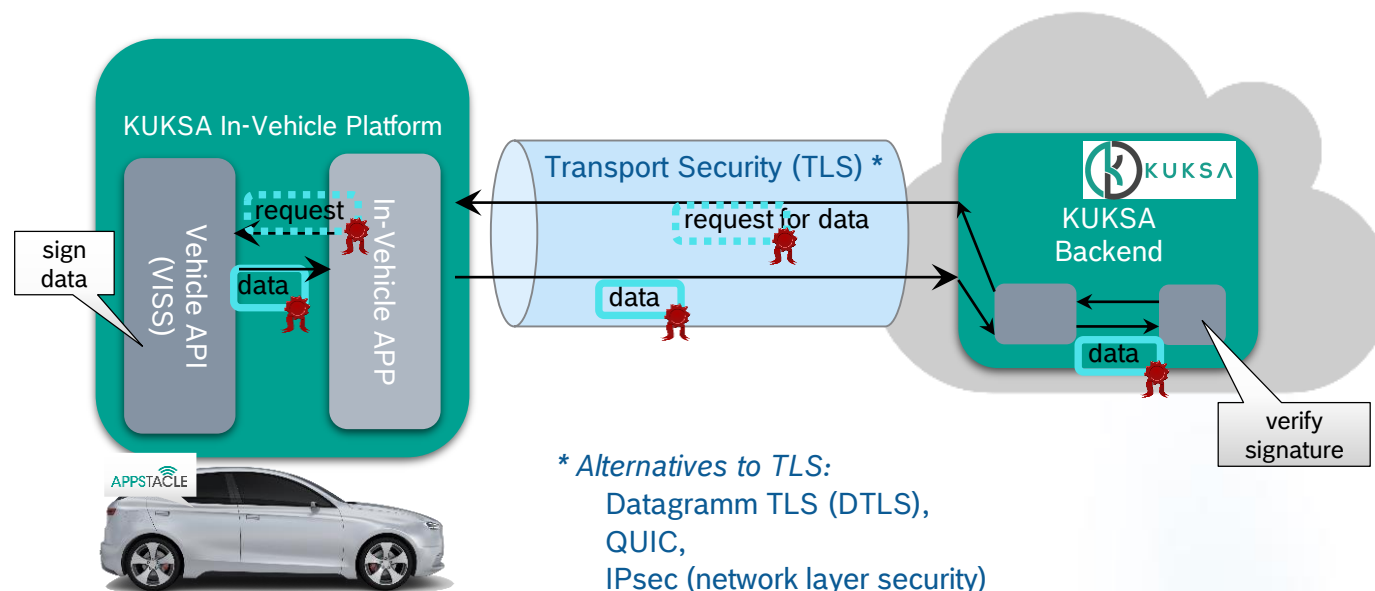 KUKSA In-Vehicle Platform
Vehicle API
(VISS)
In-Vehicle APP
request
data
sign
data
APPSTACLE
Transport Security (TLS) *
request for data
data
KUKSA
KUKSA
Backend
data
verify
signature
* Alternatives to TLS:
Datagramm TLS (DTLS),
QUIC,
IPsec (network layer security)